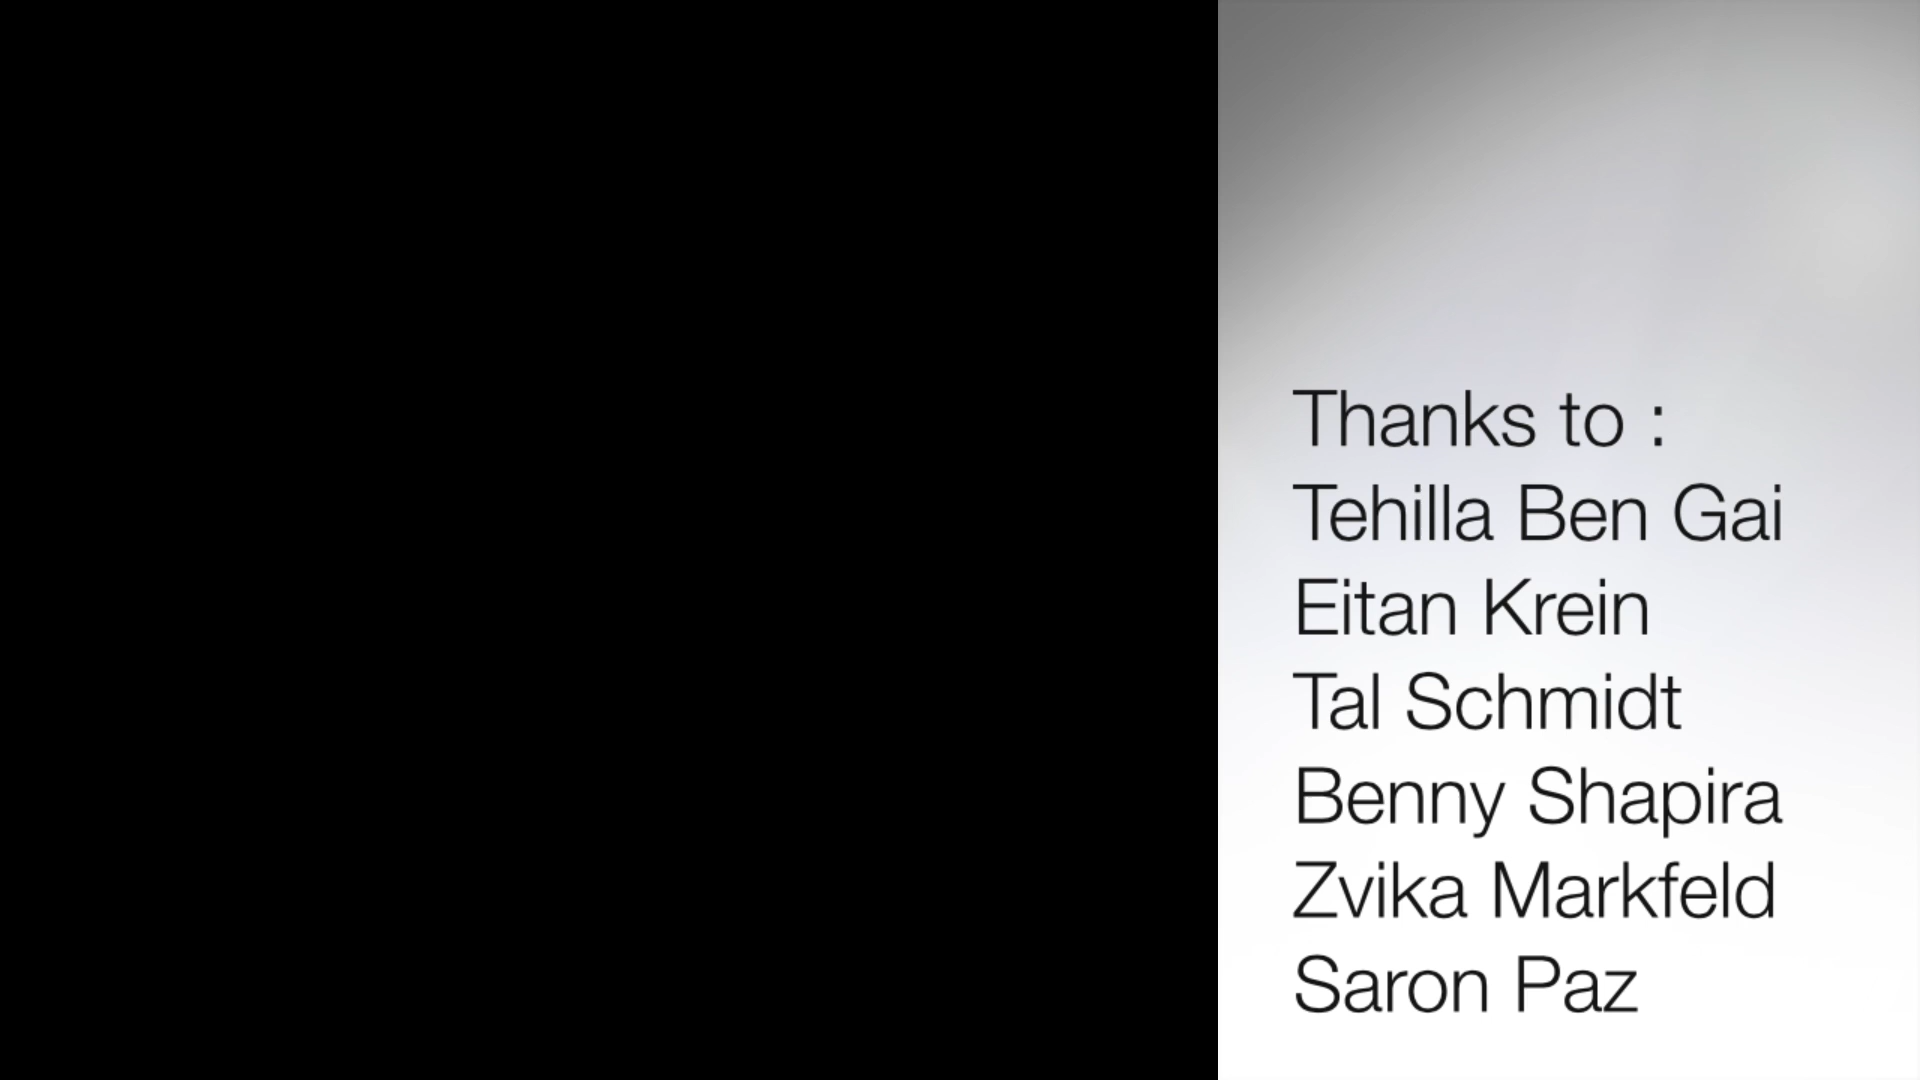 Thanks to :
Tehilla Ben Gai
Eitan Krein
Tal Schmidt
Benny Shapira
Zvika Markfeld
Saron Paz